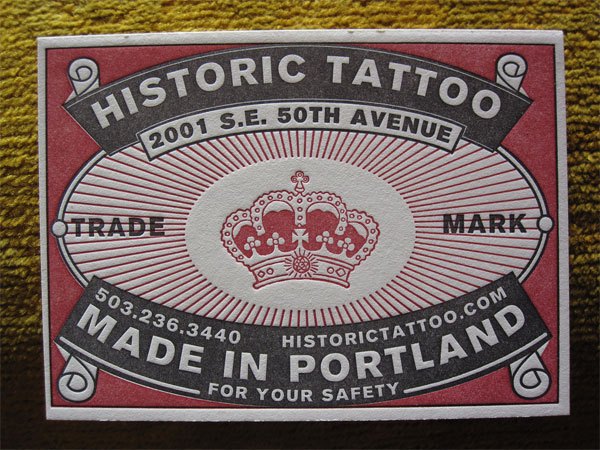 HISTORIC TATTOO
2001 S.E. 50TH AVENUE
TRADE MARK
503.236.3440 HISTORICTATTOO.COM
MADE IN PORTLAND
FOR YOUR SAFETY